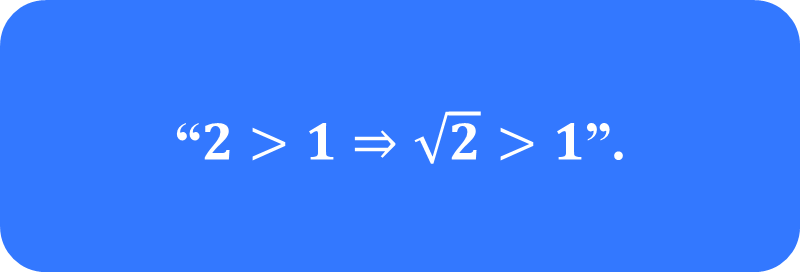 “2 > 1 ⇒ √2 > 1”.